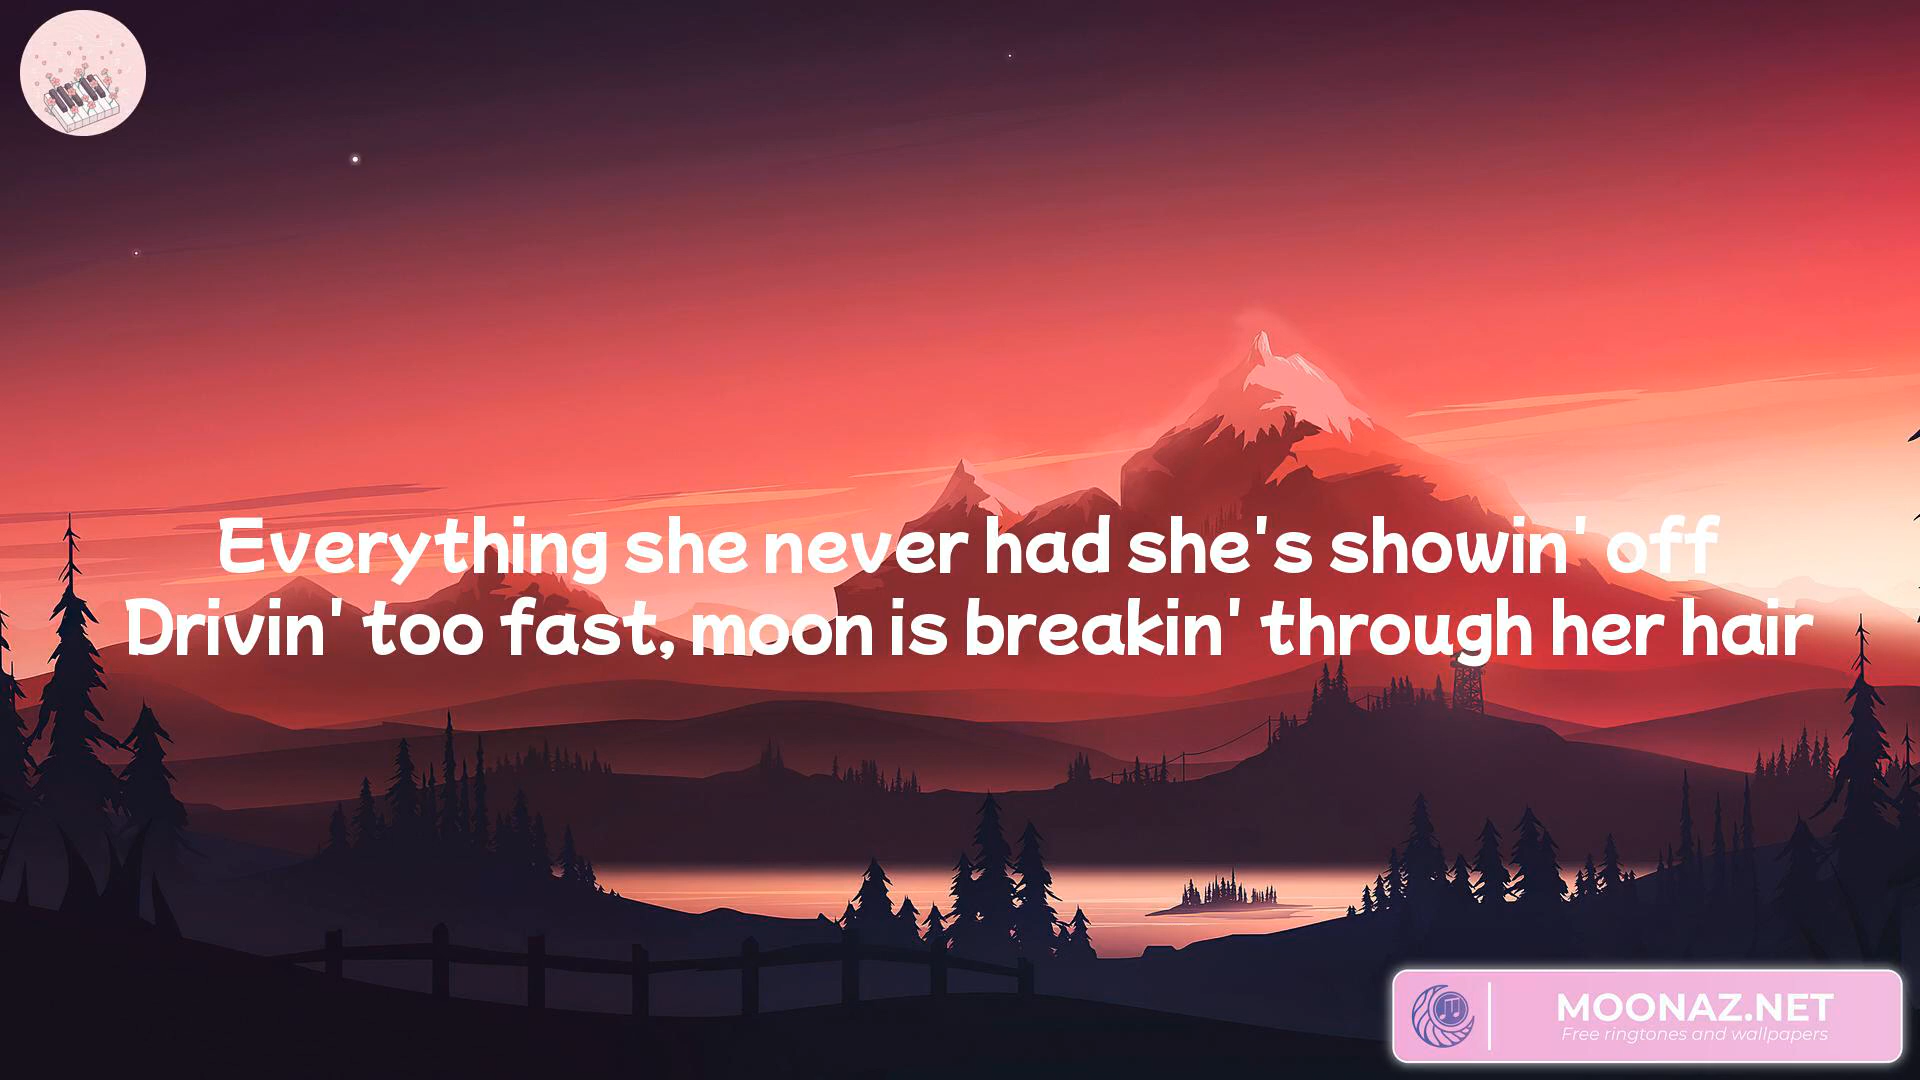 Everything she never had she's showin' off
Drivin' too fast, moon is breakin' through her hair
MOONAZ.NET
Free ringtones and wallpapers